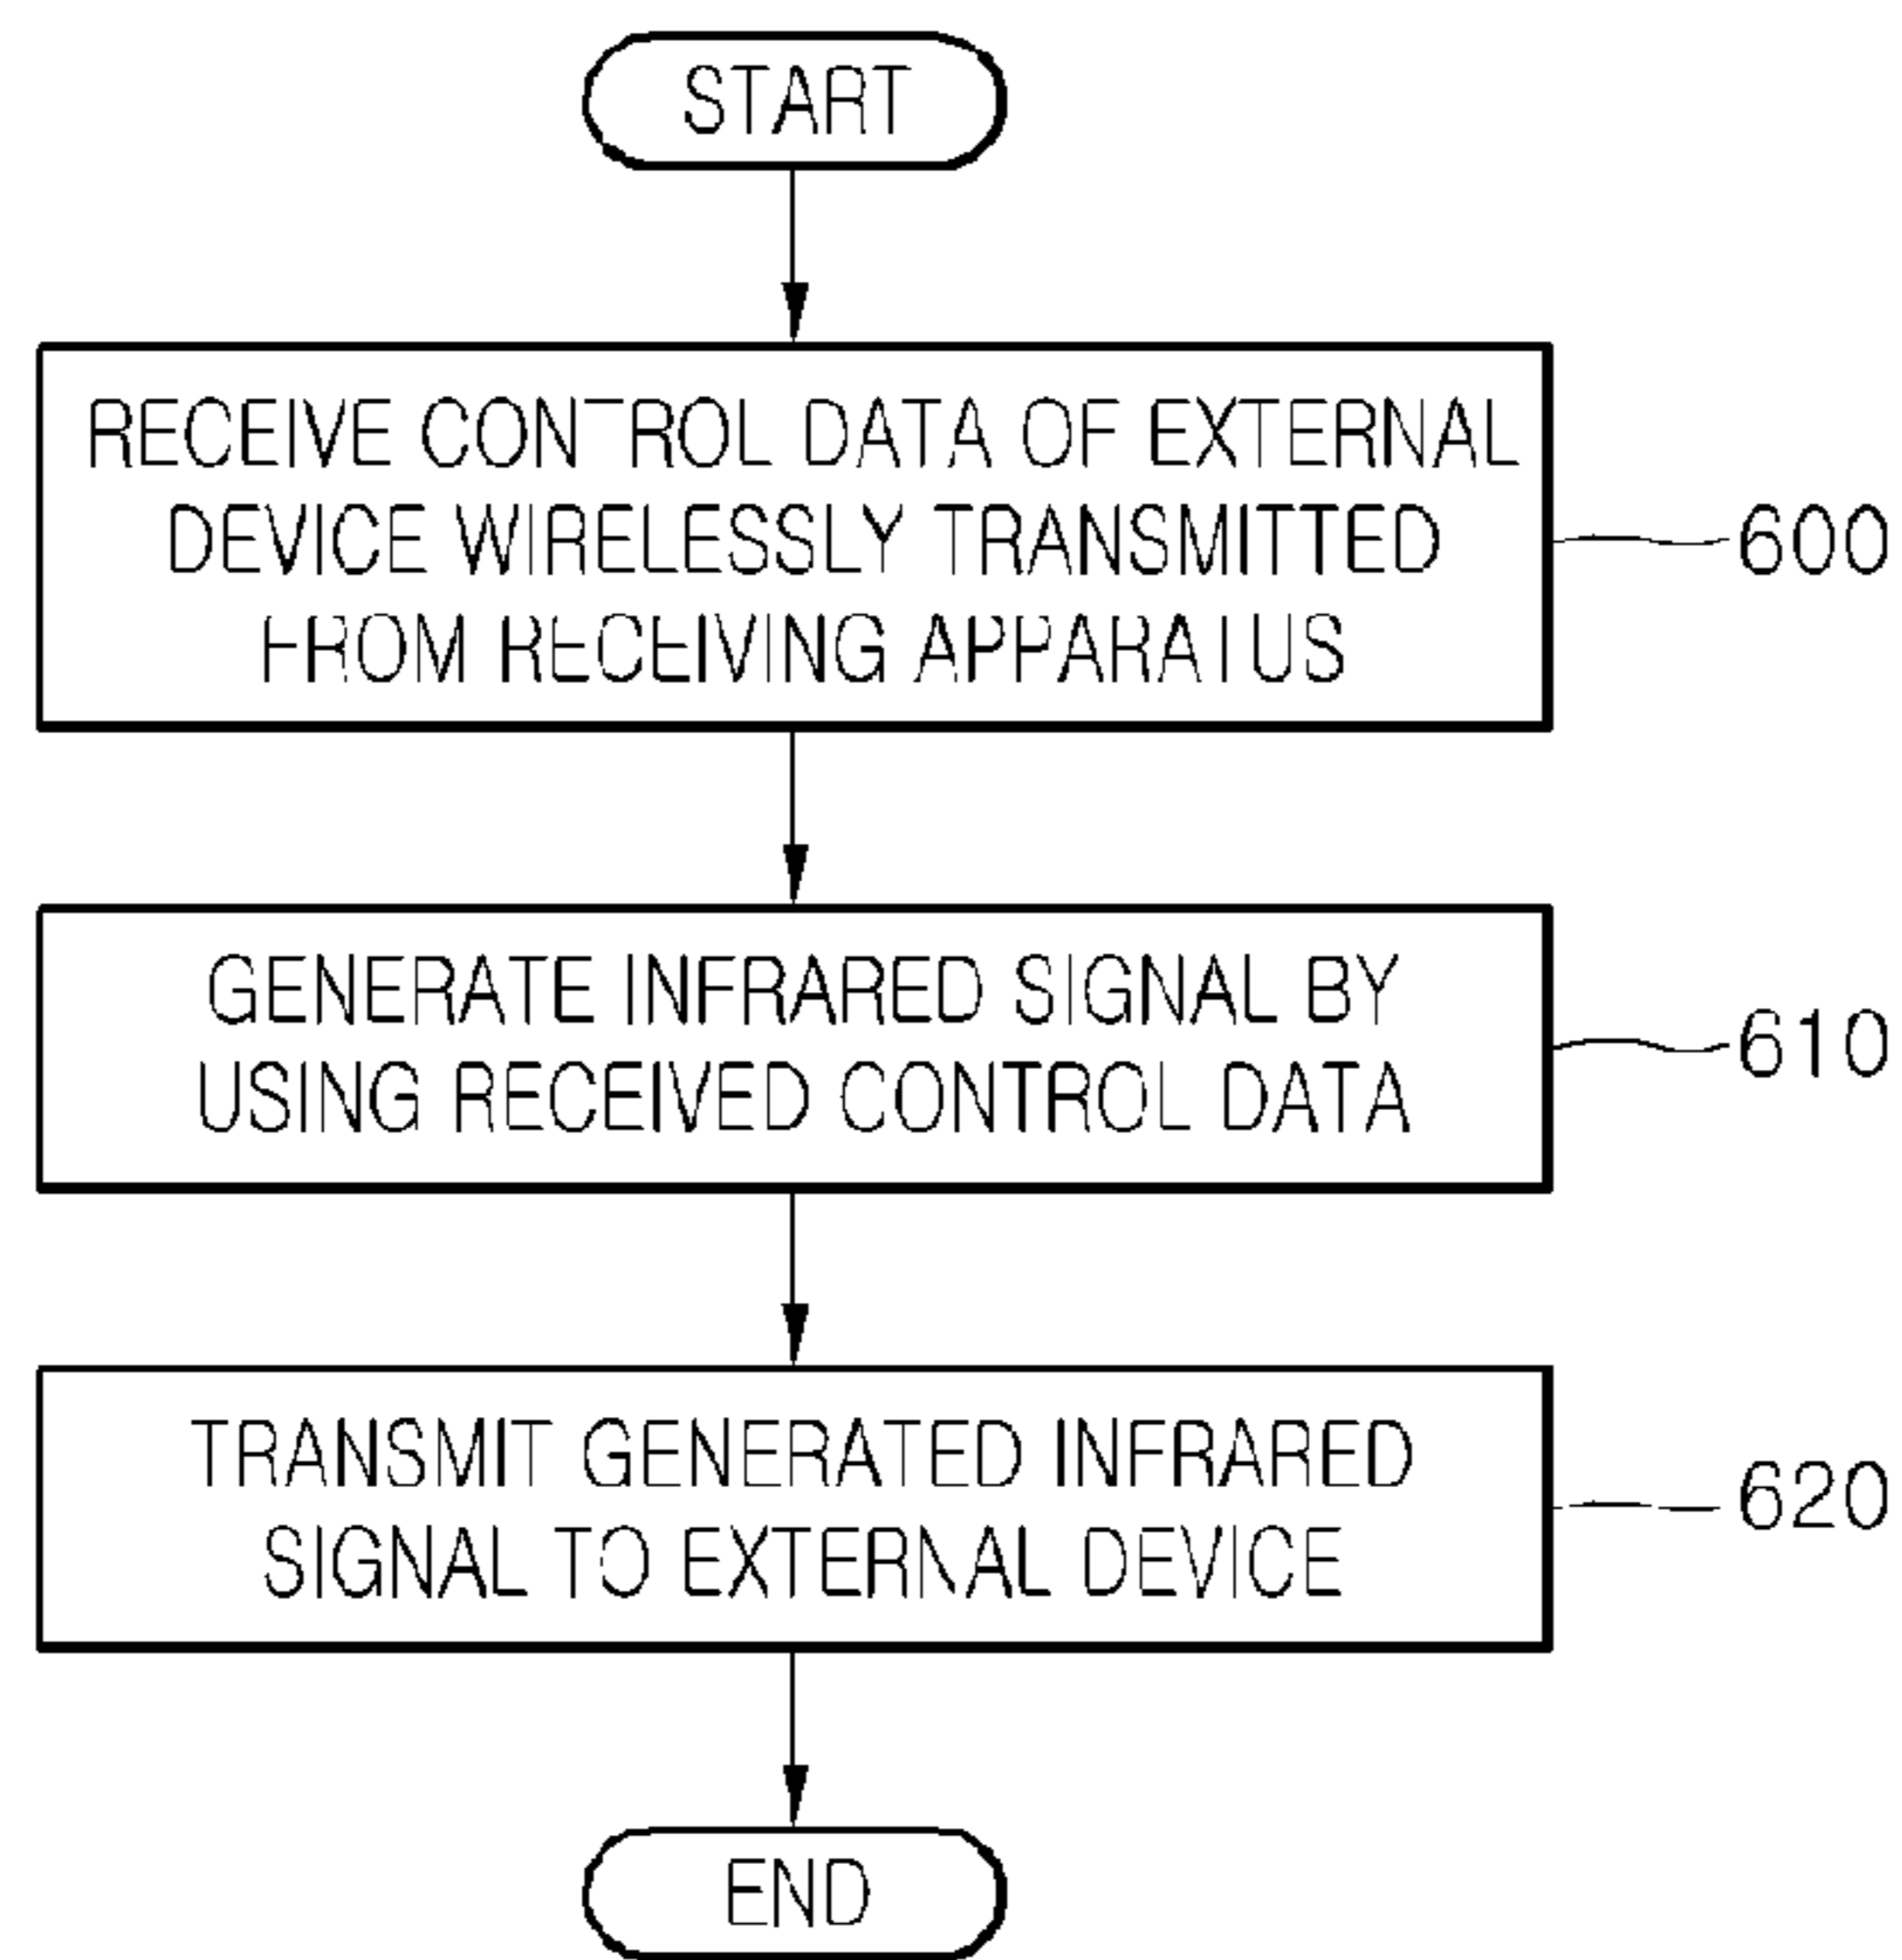 START
RECEIVE CONTROL DATA OF EXTERNAL
DEVICE WIRELESSLY TRANSMITTED
FROM RECEIVING APPARATUS
600
GENERATE INFRARED SIGNAL BY
USING RECEIVED CONTROL DATA
610
TRANSMIT GENERATED INFRARED
SIGNAL TO EXTERNAL DEVICE
620
END